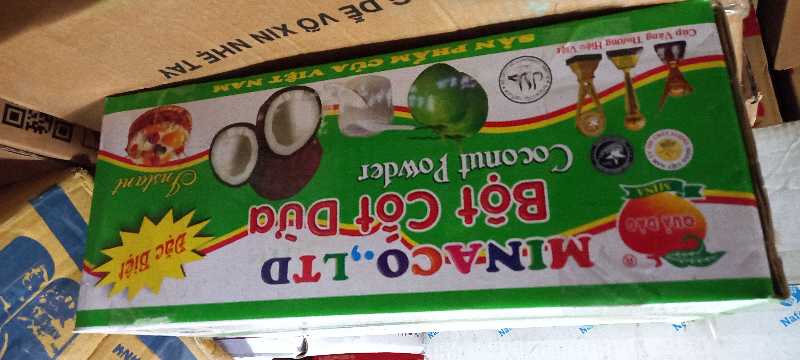 MINACO.,LTD
Bột Cốt Dừa
Coconut Powder
Đặc Biệt
Instant
®
QUẢ ĐÀO
MINA
حلال
Cúp Vàng Thương Hiệu Việt
SẢN PHẨM CỦA VIỆT NAM
DỄ VỠ XIN NHẸ TAY